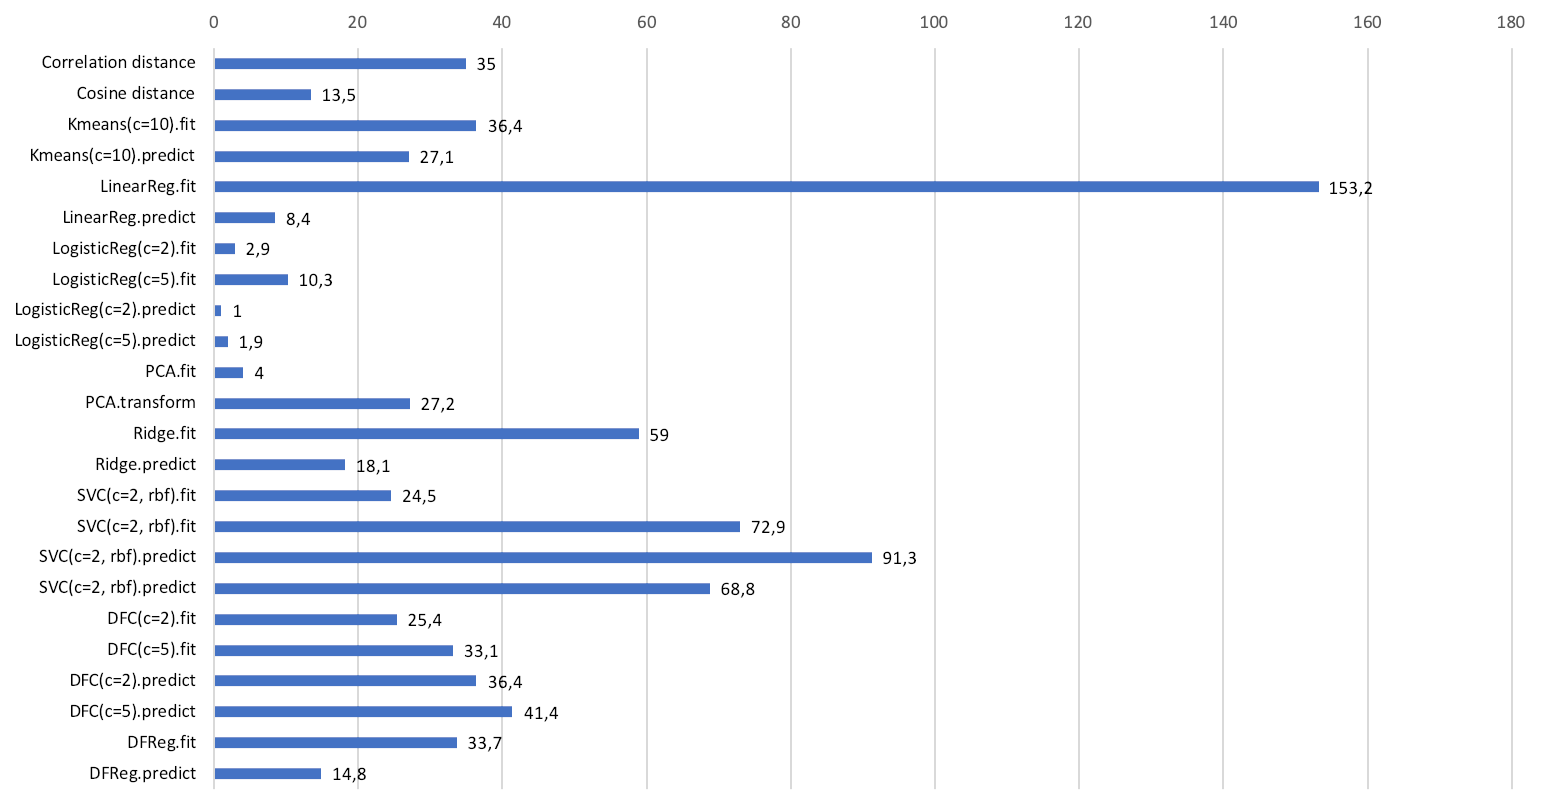 0 20 40 60 80 100 120 140 160 180
Correlation distance 35
Cosine distance 13,5
Kmeans(c=10).fit 36,4
Kmeans(c=10).predict 27,1
LinearReg.fit 153,2
LinearReg.predict 8,4
LogisticReg(c=2).fit 2,9
LogisticReg(c=5).fit 10,3
LogisticReg(c=2).predict 1
LogisticReg(c=5).predict 1,9
PCA.fit 4
PCA.transform 27,2
Ridge.fit 59
Ridge.predict 18,1
SVC(c=2, rbf).fit 24,5
SVC(c=2, rbf).fit 72,9
SVC(c=2, rbf).predict 91,3
SVC(c=2, rbf).predict 68,8
DFC(c=2).fit 25,4
DFC(c=5).fit 33,1
DFC(c=2).predict 36,4
DFC(c=5).predict 41,4
DFReg.fit 33,7
DFReg.predict 14,8